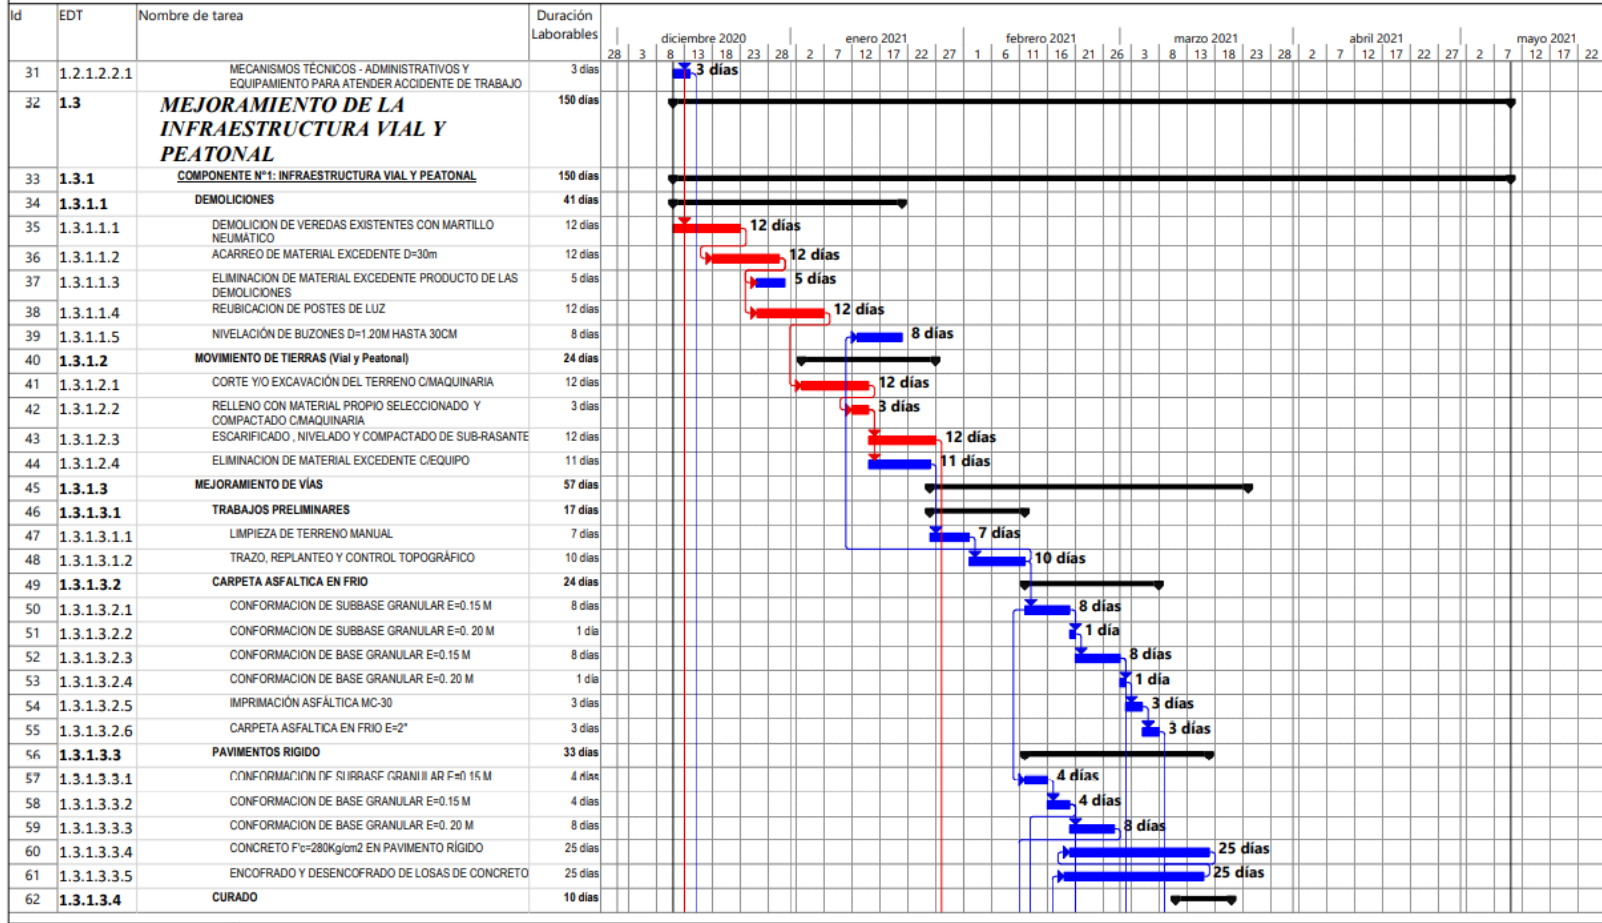 Id EDT Nombre de tarea Duración
Laborables
diciembre 2020 enero 2021 febrero 2021 marzo 2021 abril 2021 mayo 2021
28 3 8 13 18 23 28 2 7 12 17 22 27 1 6 11 16 21 26 3 8 13 18 23 28 2 7 12 17 22 27 2 7 12 17 22
31 1.2.1.2.2.1 MECANISMOS TÉCNICOS - ADMINISTRATIVOS Y 3 días 3 días
EQUIPAMIENTO PARA ATENDER ACCIDENTE DE TRABAJO
32 1.3 MEJORAMIENTO DE LA 150 días
INFRAESTRUCTURA VIAL Y
PEATONAL
33 1.3.1 COMPONENTE N°1: INFRAESTRUCTURA VIAL Y PEATONAL 150 días
34 1.3.1.1 DEMOLICIONES 41 días
35 1.3.1.1.1 DEMOLICION DE VEREDAS EXISTENTES CON MARTILLO 12 días 12 días
NEUMÁTICO
36 1.3.1.1.2 ACARREO DE MATERIAL EXCEDENTE D=30m 12 días 12 días
37 1.3.1.1.3 ELIMINACION DE MATERIAL EXCEDENTE PRODUCTO DE LAS 5 días 5 días
DEMOLICIONES
38 1.3.1.1.4 REUBICACION DE POSTES DE LUZ 12 días 12 días
39 1.3.1.1.5 NIVELACIÓN DE BUZONES D=1.20M HASTA 30CM 8 días 8 días
40 1.3.1.2 MOVIMIENTO DE TIERRAS (Vial y Peatonal) 24 días
41 1.3.1.2.1 CORTE Y/O EXCAVACIÓN DEL TERRENO C/MAQUINARIA 12 días 12 días
42 1.3.1.2.2 RELLENO CON MATERIAL PROPIO SELECCIONADO Y 3 días 3 días
COMPACTADO C/MAQUINARIA
43 1.3.1.2.3 ESCARIFICADO , NIVELADO Y COMPACTADO DE SUB-RASANTE 12 días 12 días
44 1.3.1.2.4 ELIMINACION DE MATERIAL EXCEDENTE C/EQUIPO 11 días 11 días
45 1.3.1.3 MEJORAMIENTO DE VÍAS 57 días
46 1.3.1.3.1 TRABAJOS PRELIMINARES 17 días
47 1.3.1.3.1.1 LIMPIEZA DE TERRENO MANUAL 7 días 7 días
48 1.3.1.3.1.2 TRAZO, REPLANTEO Y CONTROL TOPOGRÁFICO 10 días 10 días
49 1.3.1.3.2 CARPETA ASFALTICA EN FRIO 24 días
50 1.3.1.3.2.1 CONFORMACION DE SUBBASE GRANULAR E=0.15 M 8 días 8 días
51 1.3.1.3.2.2 CONFORMACION DE SUBBASE GRANULAR E=0. 20 M 1 día 1 día
52 1.3.1.3.2.3 CONFORMACION DE BASE GRANULAR E=0.15 M 8 días 8 días
53 1.3.1.3.2.4 CONFORMACION DE BASE GRANULAR E=0. 20 M 1 día 1 día
54 1.3.1.3.2.5 IMPRIMACIÓN ASFÁLTICA MC-30 3 días 3 días
55 1.3.1.3.2.6 CARPETA ASFALTICA EN FRIO E=2" 3 días 3 días
56 1.3.1.3.3 PAVIMENTOS RIGIDO 33 días
57 1.3.1.3.3.1 CONFORMACION DE SUBBASE GRANULAR E=0.15 M 4 días 4 días
58 1.3.1.3.3.2 CONFORMACION DE BASE GRANULAR E=0.15 M 4 días 4 días
59 1.3.1.3.3.3 CONFORMACION DE BASE GRANULAR E=0. 20 M 8 días 8 días
60 1.3.1.3.3.4 CONCRETO F'c=280Kg/cm2 EN PAVIMENTO RÍGIDO 25 días 25 días
61 1.3.1.3.3.5 ENCOFRADO Y DESENCOFRADO DE LOSAS DE CONCRETO 25 días 25 días
62 1.3.1.3.4 CURADO 10 días